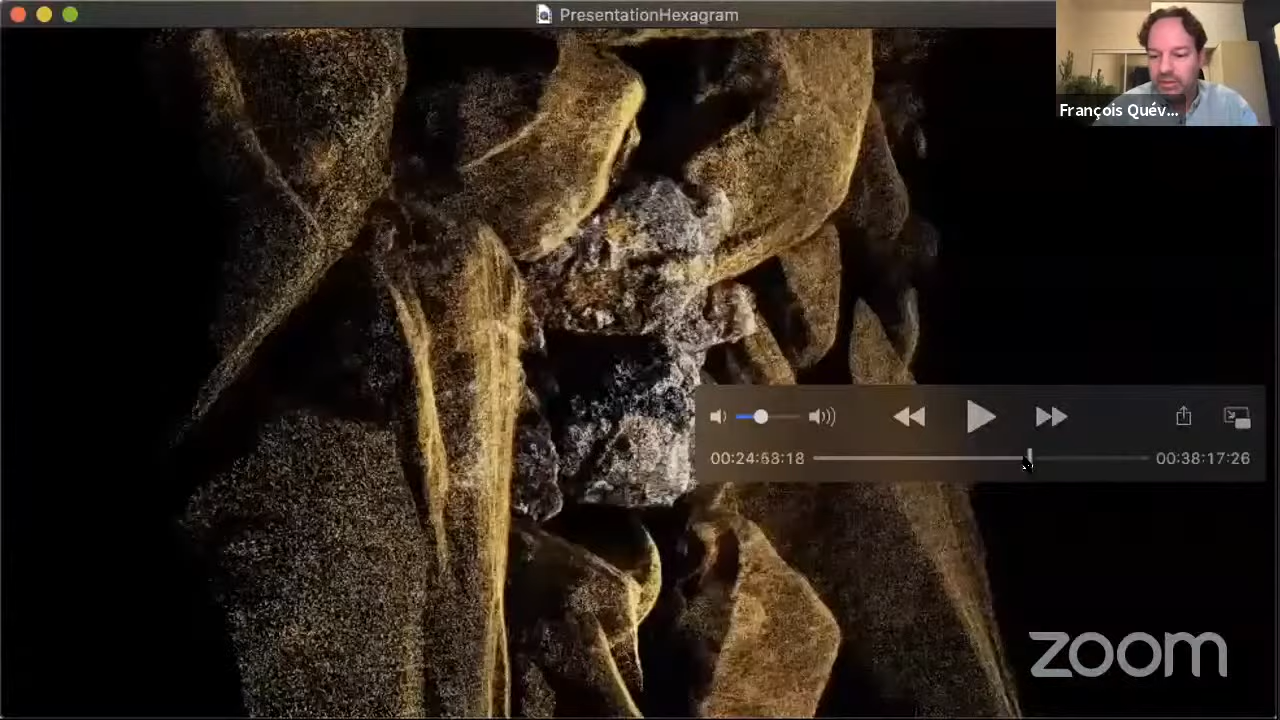 PresentationHexagram
François Quév...
00:24:53:18
00:38:17:26
zoom